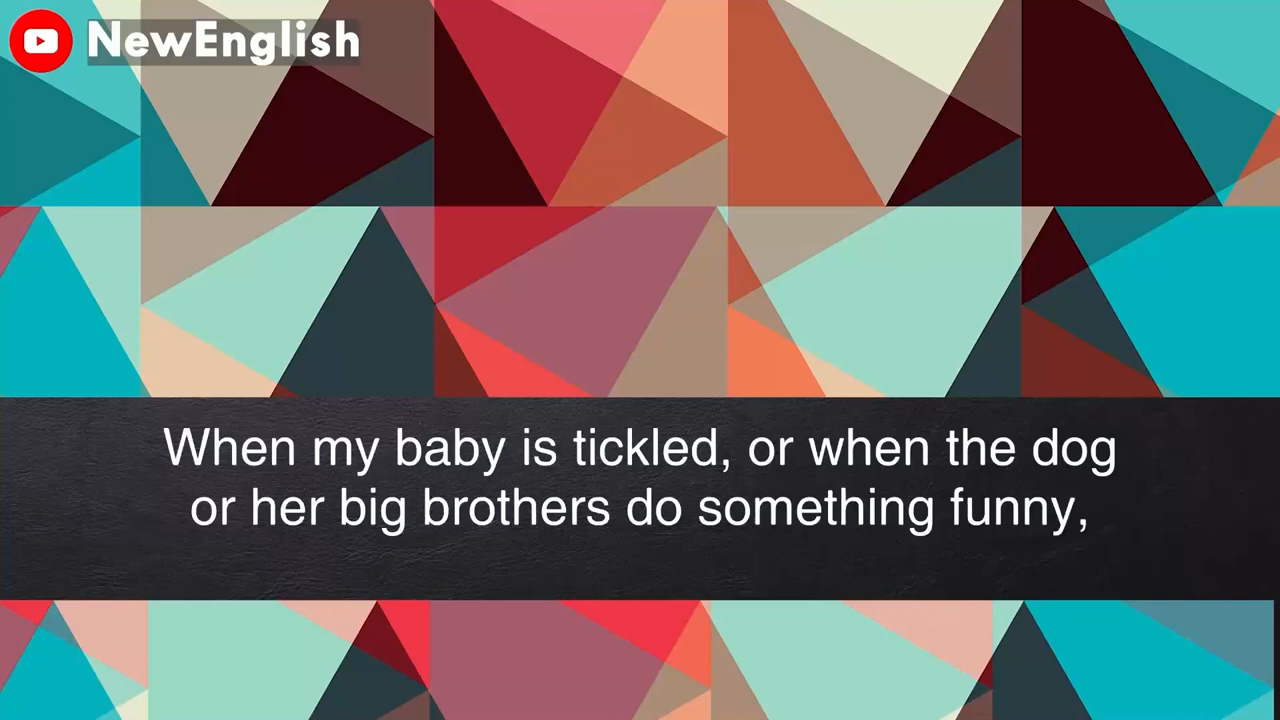 NewEnglish
When my baby is tickled, or when the dog
or her big brothers do something funny,